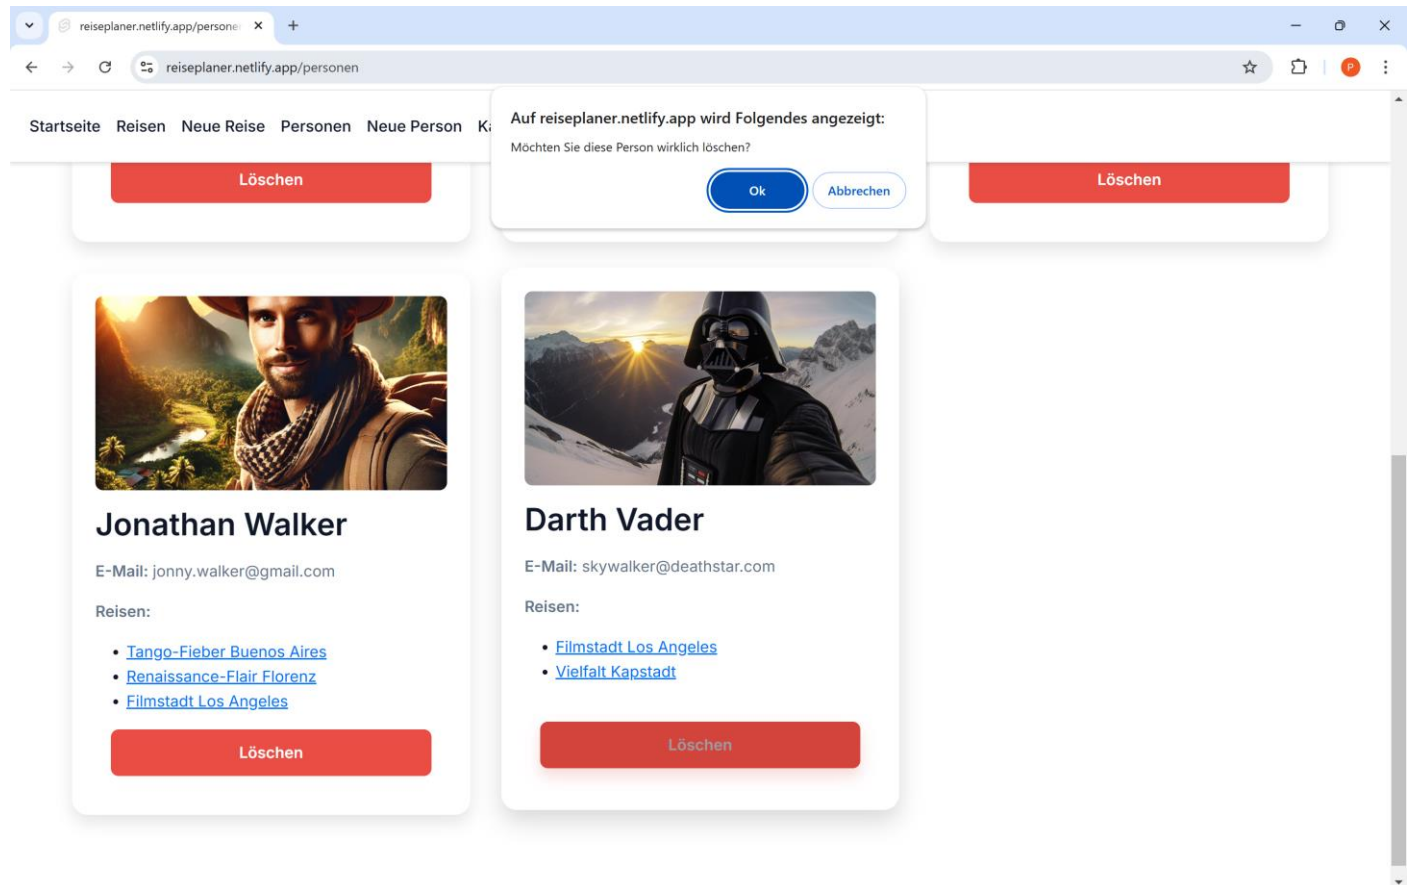 reiseplaner.netlify.app/persone
reiseplaner.netlify.app/personen
P
Startseite Reisen Neue Reise Personen Neue Person
Auf reiseplaner.netlify.app wird Folgendes angezeigt:
Möchten Sie diese Person wirklich löschen?
Ok Abbrechen
Löschen
Löschen
Jonathan Walker
E-Mail: jonny.walker@gmail.com
Reisen:
• Tango-Fieber Buenos Aires
• Renaissance-Flair Florenz
• Filmstadt Los Angeles
Löschen
Darth Vader
E-Mail: skywalker@deathstar.com
Reisen:
• Filmstadt Los Angeles
• Vielfalt Kapstadt
Löschen